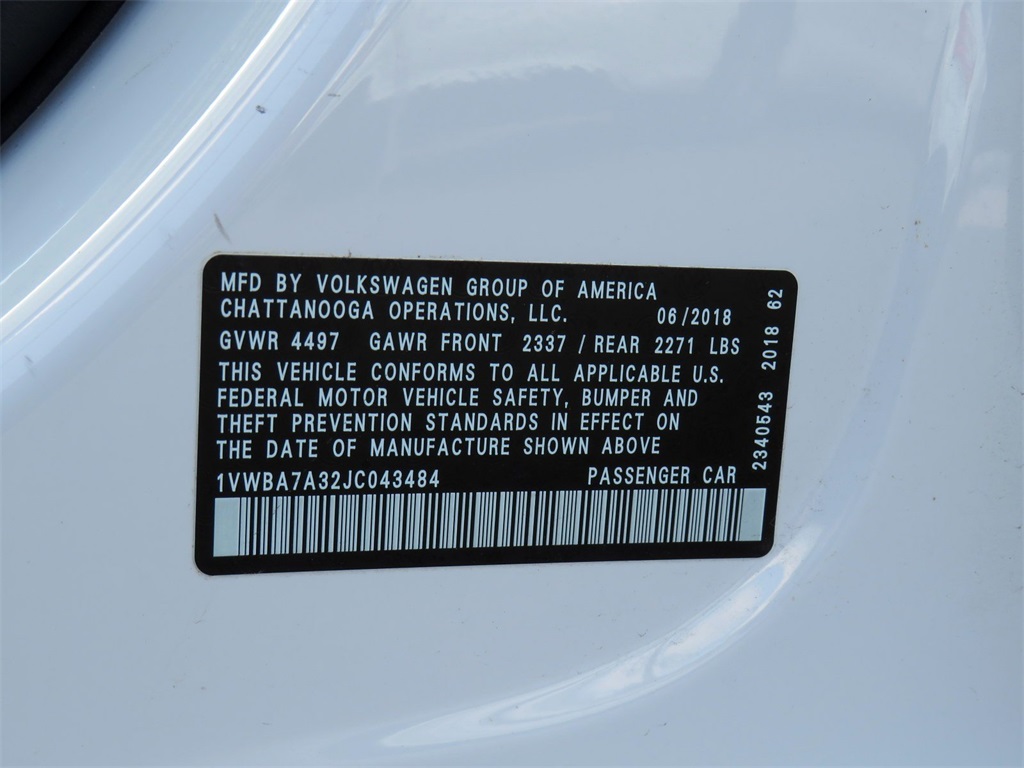 MFD BY VOLKSWAGEN GROUP OF AMERICA
CHATTANOOGA OPERATIONS, LLC. 06/2018
GVWR 4497 GAWR FRONT 2337 / REAR 2271 LBS
THIS VEHICLE CONFORMS TO ALL APPLICABLE U.S.
FEDERAL MOTOR VEHICLE SAFETY, BUMPER AND
THEFT PREVENTION STANDARDS IN EFFECT ON
THE DATE OF MANUFACTURE SHOWN ABOVE
1VWBA7A32JC043484 PASSENGER CAR
2340543 2018 62